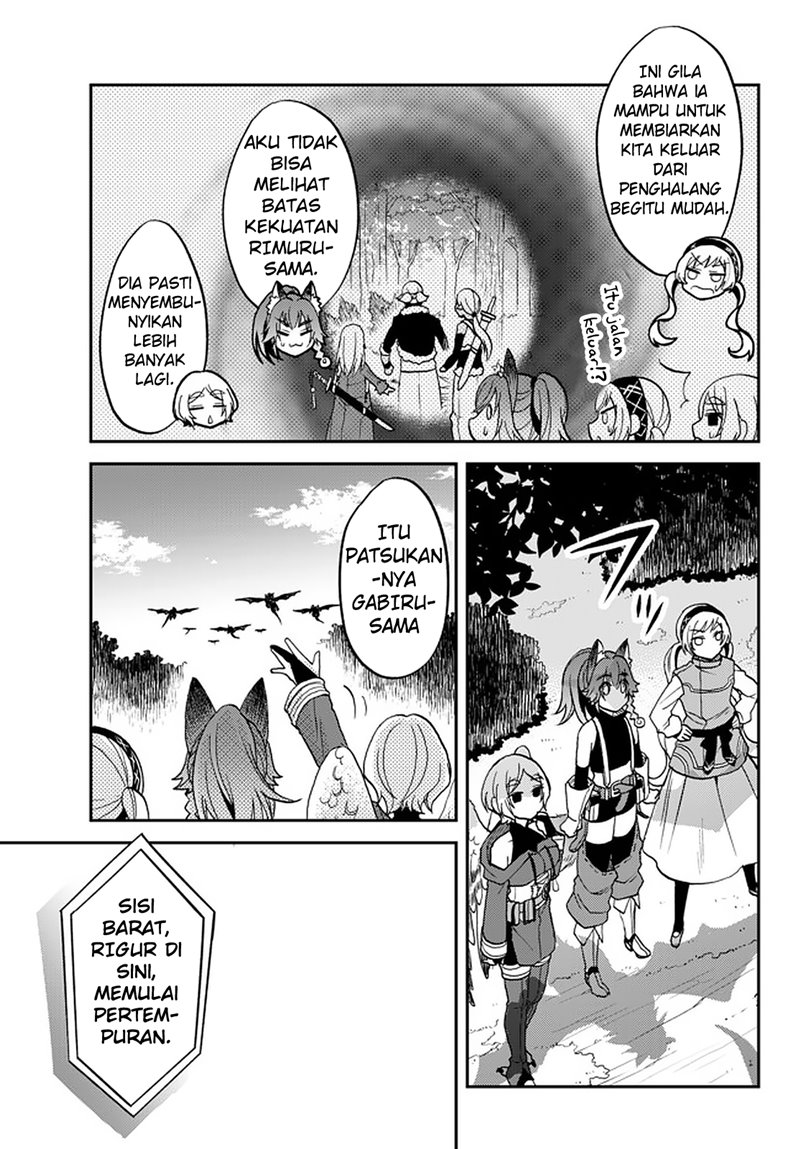 INI GILA
BAHWA IA
MAMPU UNTUK
MEMBIARKAN
KITA KELUAR
DARI
PENGHALANG
BEGITU MUDAH.
Itu jalan
keluar!?
AKU TIDAK
BISA
MELIHAT
BATAS
KEKUATAN
RIMURU-
SAMA.
DIA PASTI
MENYEMBU-
NYIKAN
LEBIH
BANYAK
LAGI.
ITU
PATSUKAN
-NYA
GABIRU-
SAMA
SISI
BARAT,
RIGUR DI
SINI,
MEMULAI
PERTEM-
PURAN.